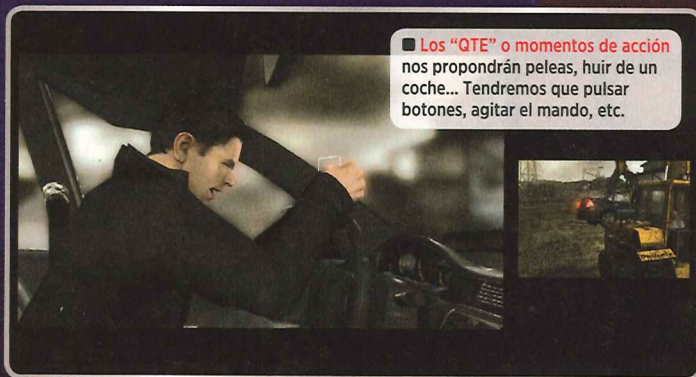 ■ Los “QTE” o momentos de acción
nos propondrán peleas, huir de un
coche... Tendremos que pulsar
botones, agitar el mando, etc.